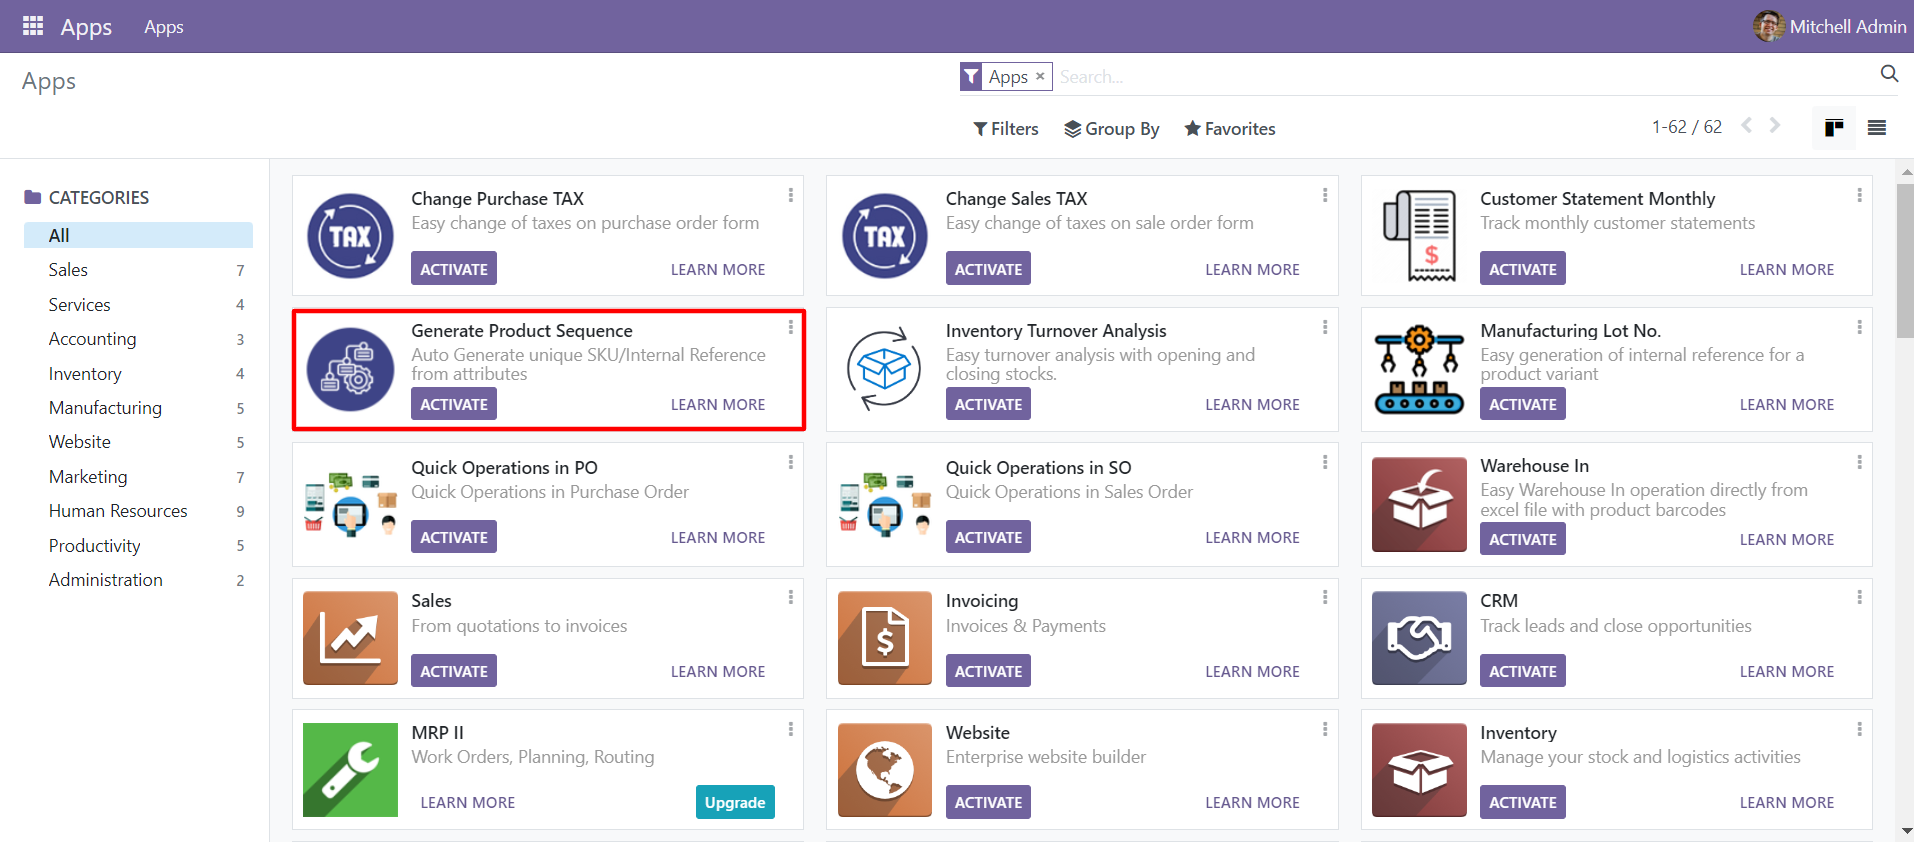 Apps Apps Mitchell Admin
Apps
Apps × Search...
Filters Group By Favorites 1-62 / 62
CATEGORIES
All
Sales 7
Services 4
Accounting 3
Inventory 4
Manufacturing 5
Website 5
Marketing 7
Human Resources 9
Productivity 5
Administration 2
TAX
Change Purchase TAX
Easy change of taxes on purchase order form
ACTIVATE LEARN MORE
TAX
Change Sales TAX
Easy change of taxes on sale order form
ACTIVATE LEARN MORE
$
Customer Statement Monthly
Track monthly customer statements
ACTIVATE LEARN MORE
Generate Product Sequence
Auto Generate unique SKU/Internal Reference
from attributes
ACTIVATE LEARN MORE
Inventory Turnover Analysis
Easy turnover analysis with opening and
closing stocks.
ACTIVATE LEARN MORE
Manufacturing Lot No.
Easy generation of internal reference for a
product variant
ACTIVATE LEARN MORE
Quick Operations in PO
Quick Operations in Purchase Order
ACTIVATE LEARN MORE
Quick Operations in SO
Quick Operations in Sales Order
ACTIVATE LEARN MORE
Warehouse In
Easy Warehouse In operation directly from
excel file with product barcodes
ACTIVATE LEARN MORE
Sales
From quotations to invoices
ACTIVATE LEARN MORE
$
Invoicing
Invoices & Payments
ACTIVATE LEARN MORE
CRM
Track leads and close opportunities
ACTIVATE LEARN MORE
MRP II
Work Orders, Planning, Routing
LEARN MORE Upgrade
Website
Enterprise website builder
ACTIVATE LEARN MORE
Inventory
Manage your stock and logistics activities
ACTIVATE LEARN MORE